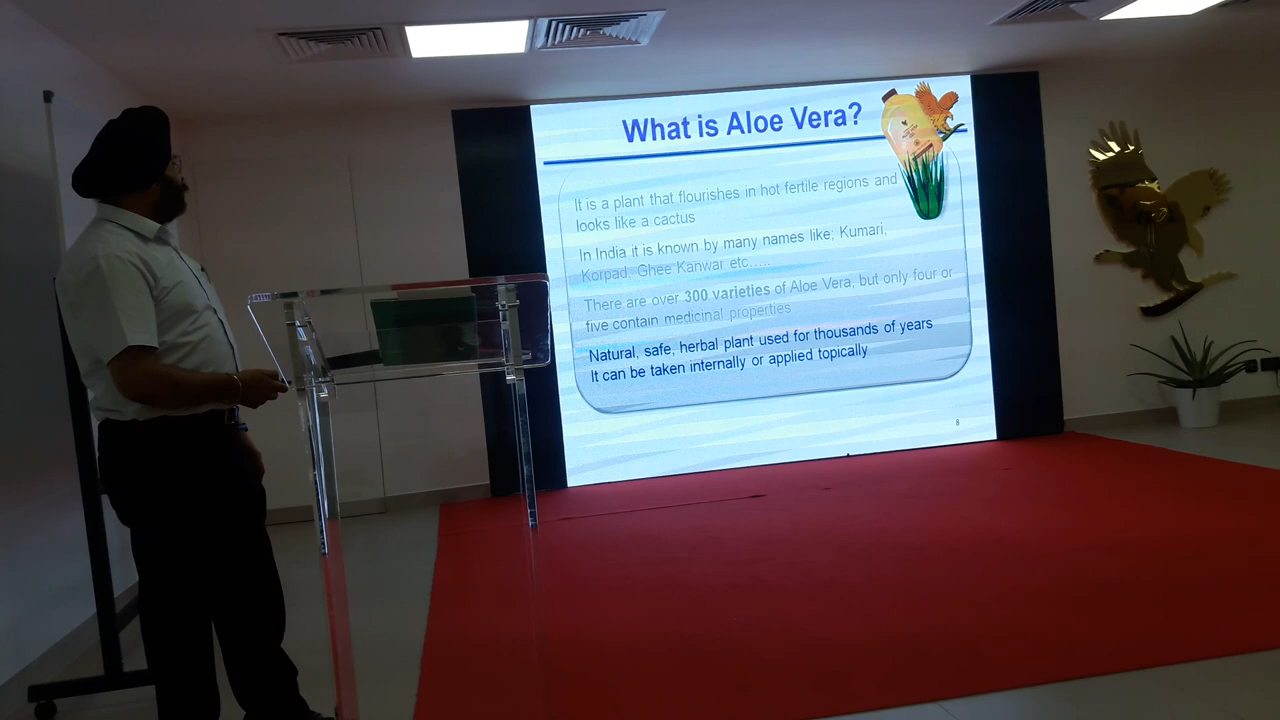 What is Aloe Vera?
It is a plant that flourishes in hot fertile regions and
looks like a cactus
In India it is known by many names like; Kumari,
Korpad, Ghee Kanwar etc.....
There are over 300 varieties of Aloe Vera, but only four or
five contain medicinal properties
Natural, safe, herbal plant used for thousands of years
It can be taken internally or applied topically
8